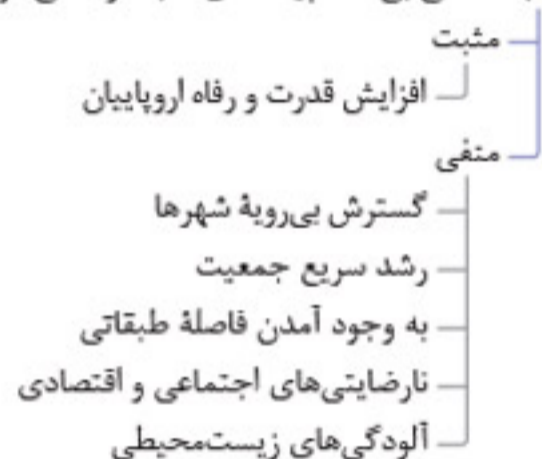 مثبت
افزایش قدرت و رفاه اروپاییان
منفی
گسترش بی‌رویهٔ شهرها
رشد سریع جمعیت
به وجود آمدن فاصلهٔ طبقاتی
نارضایتی‌های اجتماعی و اقتصادی
آلودگی‌های زیست‌محیطی